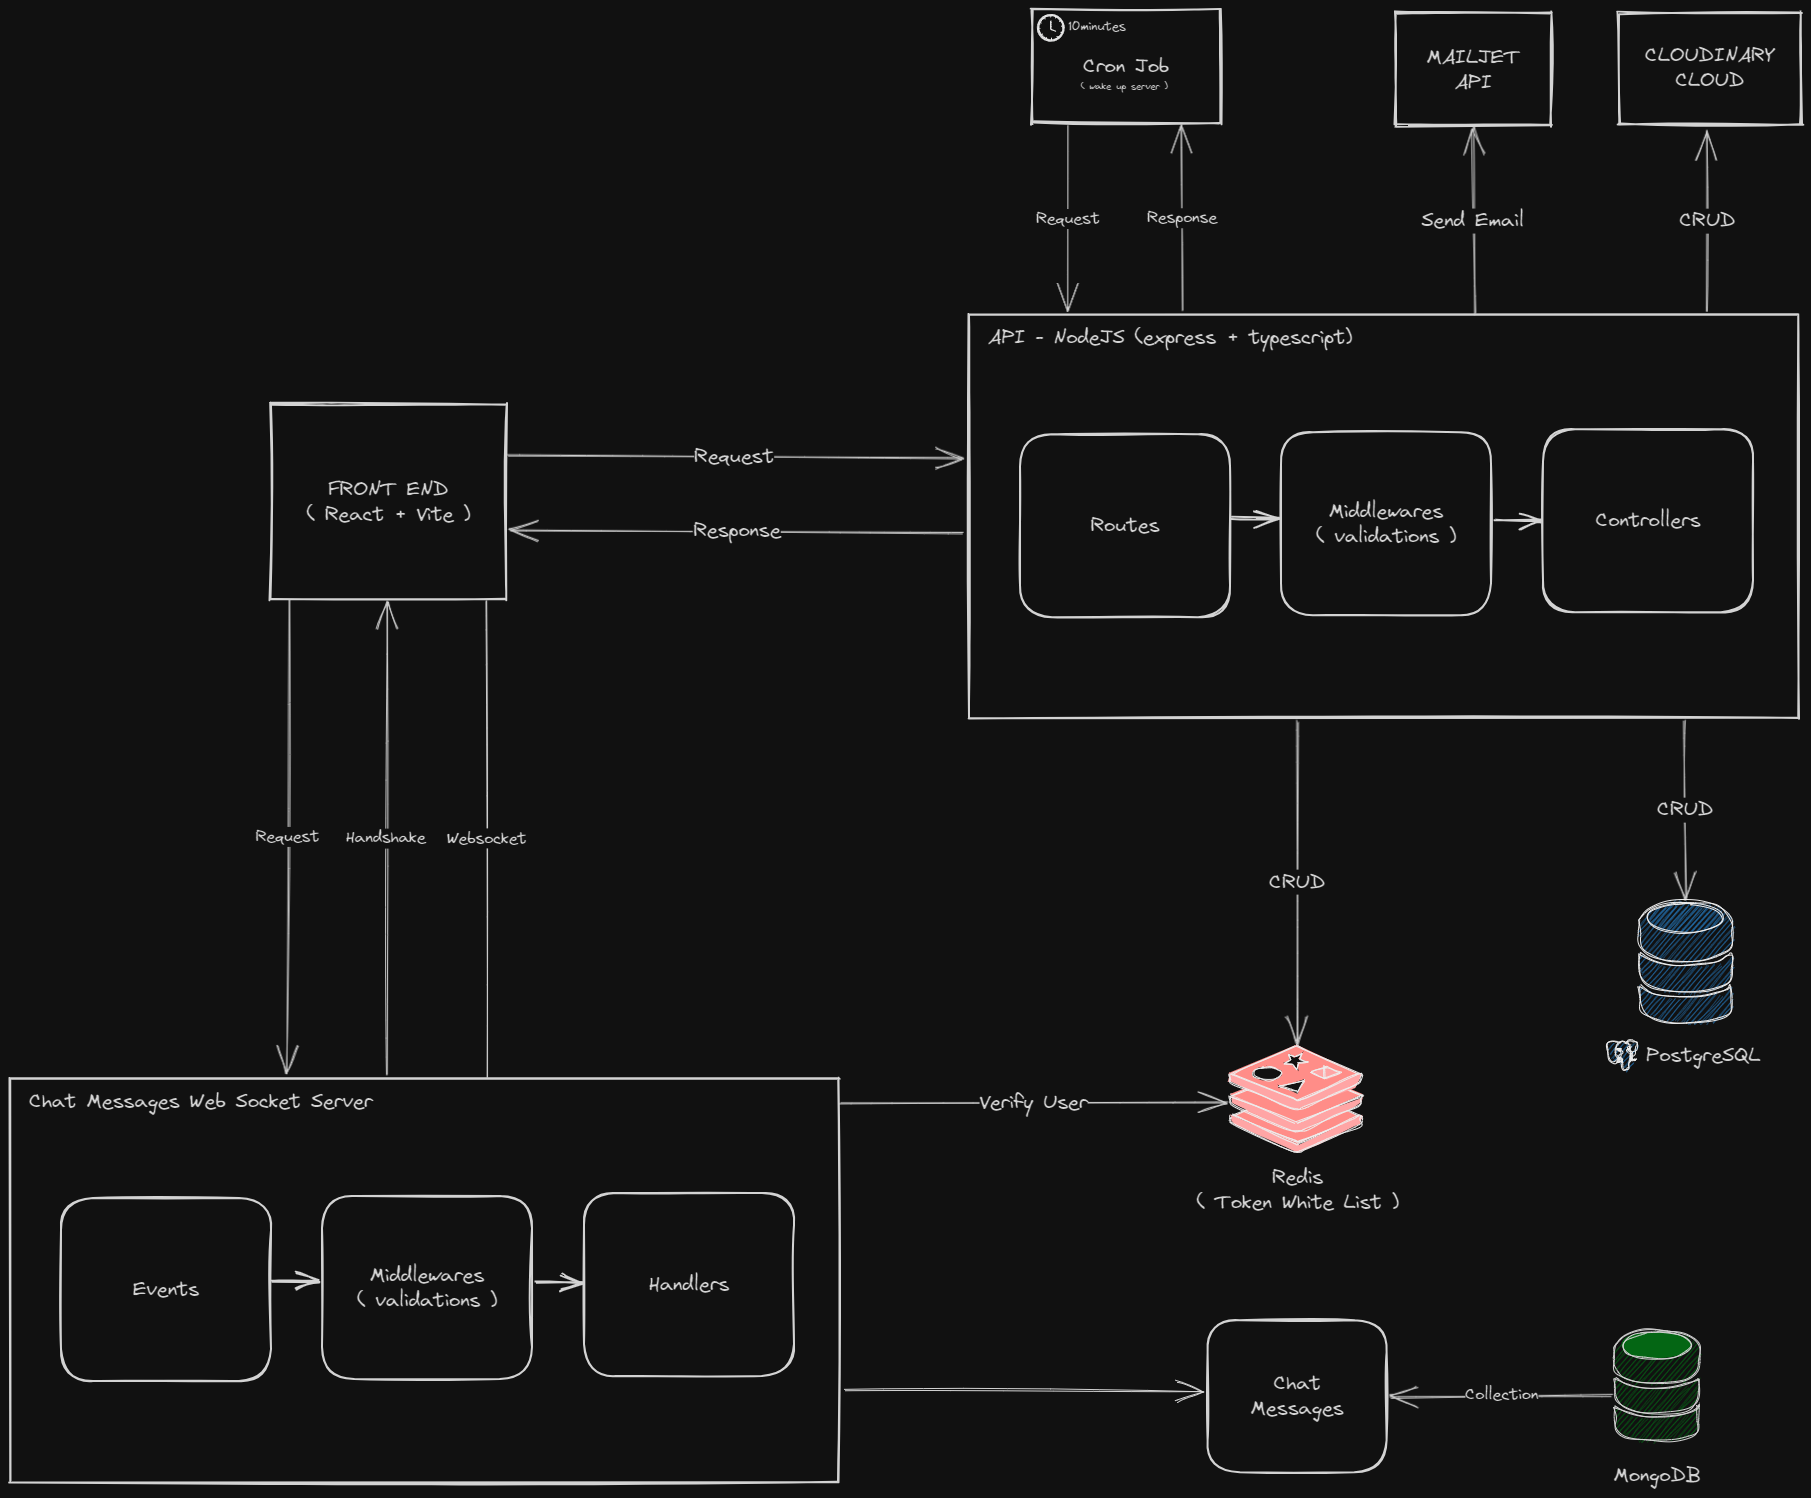 10minutes
Cron Job
( wake up server )
MAILJET
API
CLOUDINARY
CLOUD
Request
Response
Send Email
CRUD
API - NodeJS (express + typescript)
FRONT END
( React + Vite )
Request
Response
Routes
Middlewares
( validations )
Controllers
Request
Handshake
Websocket
CRUD
CRUD
PostgreSQL
Chat Messages Web Socket Server
Verify User
Redis
( Token White List )
Events
Middlewares
( validations )
Handlers
Chat
Messages
Collection
MongoDB